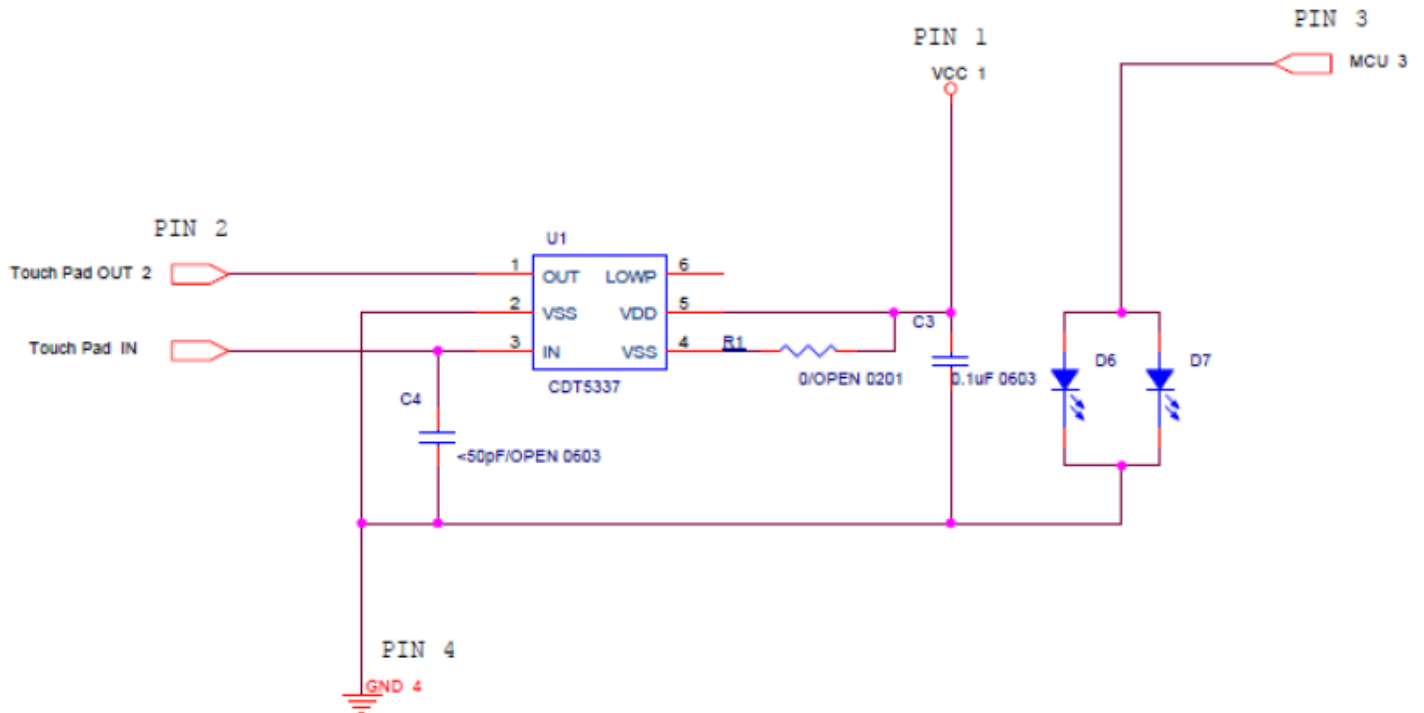 PIN 3
MCU 3
PIN 1
VCC 1
PIN 2
Touch Pad OUT 2
Touch Pad IN
U1
1 OUT LOWP 6
2 VSS VDD 5
3 IN VSS 4
CDT5337
R1
0/OPEN 0201
C3
0.1uF 0603
D6
D7
C4
<50pF/OPEN 0603
PIN 4
GND 4